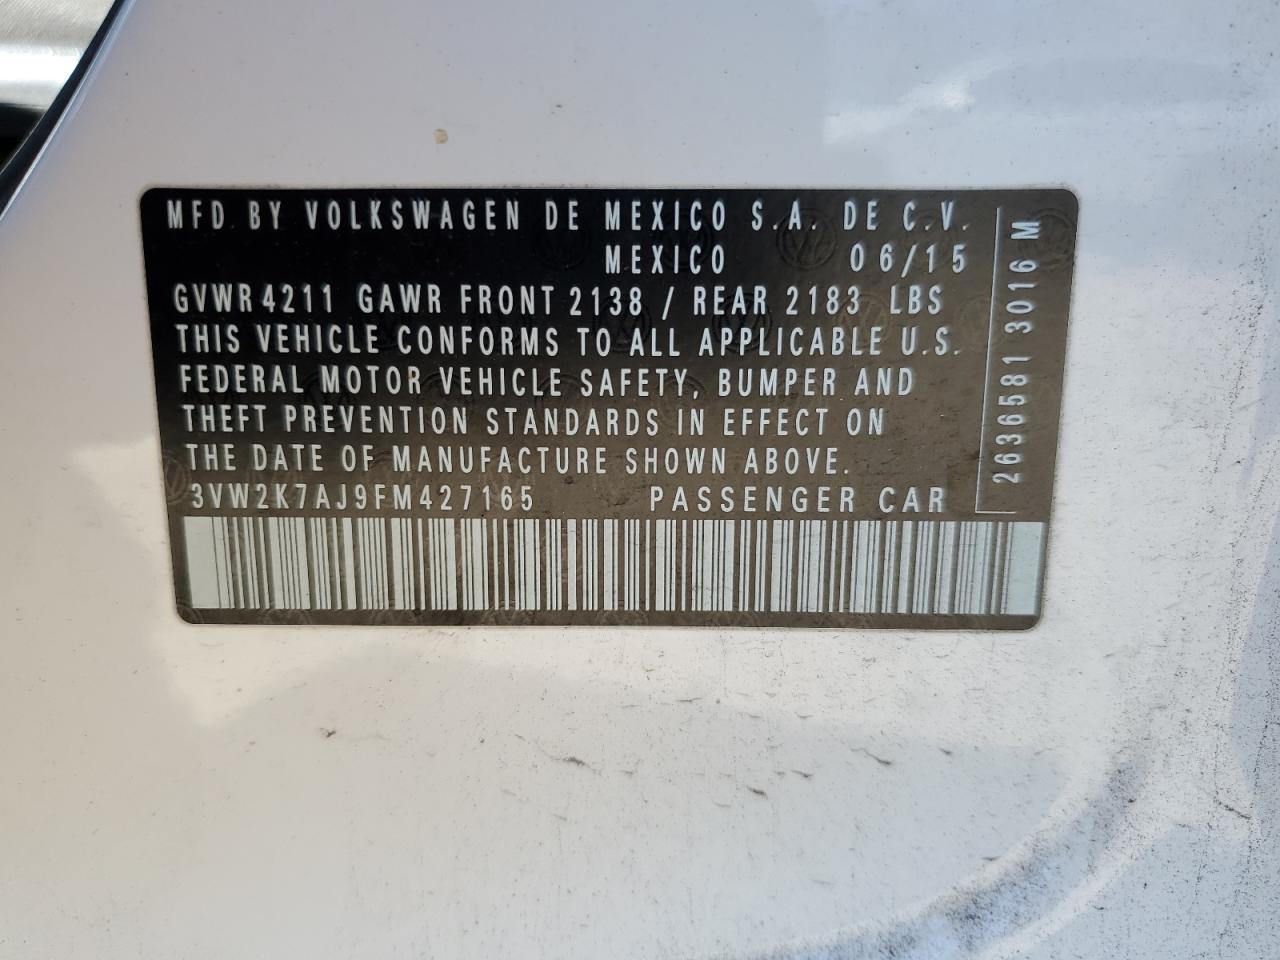 MFD. BY VOLKSWAGEN DE MEXICO S.A. DE C.V.
MEXICO 06/15
GVWR 4211 GAWR FRONT 2138 / REAR 2183 LBS
THIS VEHICLE CONFORMS TO ALL APPLICABLE U.S.
FEDERAL MOTOR VEHICLE SAFETY, BUMPER AND
THEFT PREVENTION STANDARDS IN EFFECT ON
THE DATE OF MANUFACTURE SHOWN ABOVE.
3VW2K7AJ9FM427165 PASSENGER CAR
2636581 3016 M